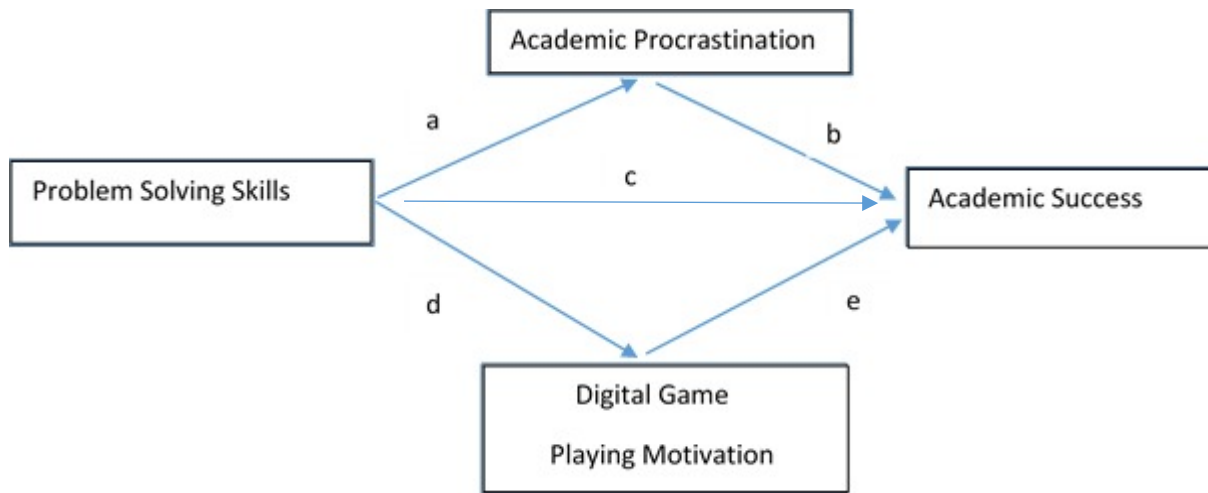 Academic Procrastination
a
b
Problem Solving Skills
c
Academic Success
d
e
Digital Game
Playing Motivation